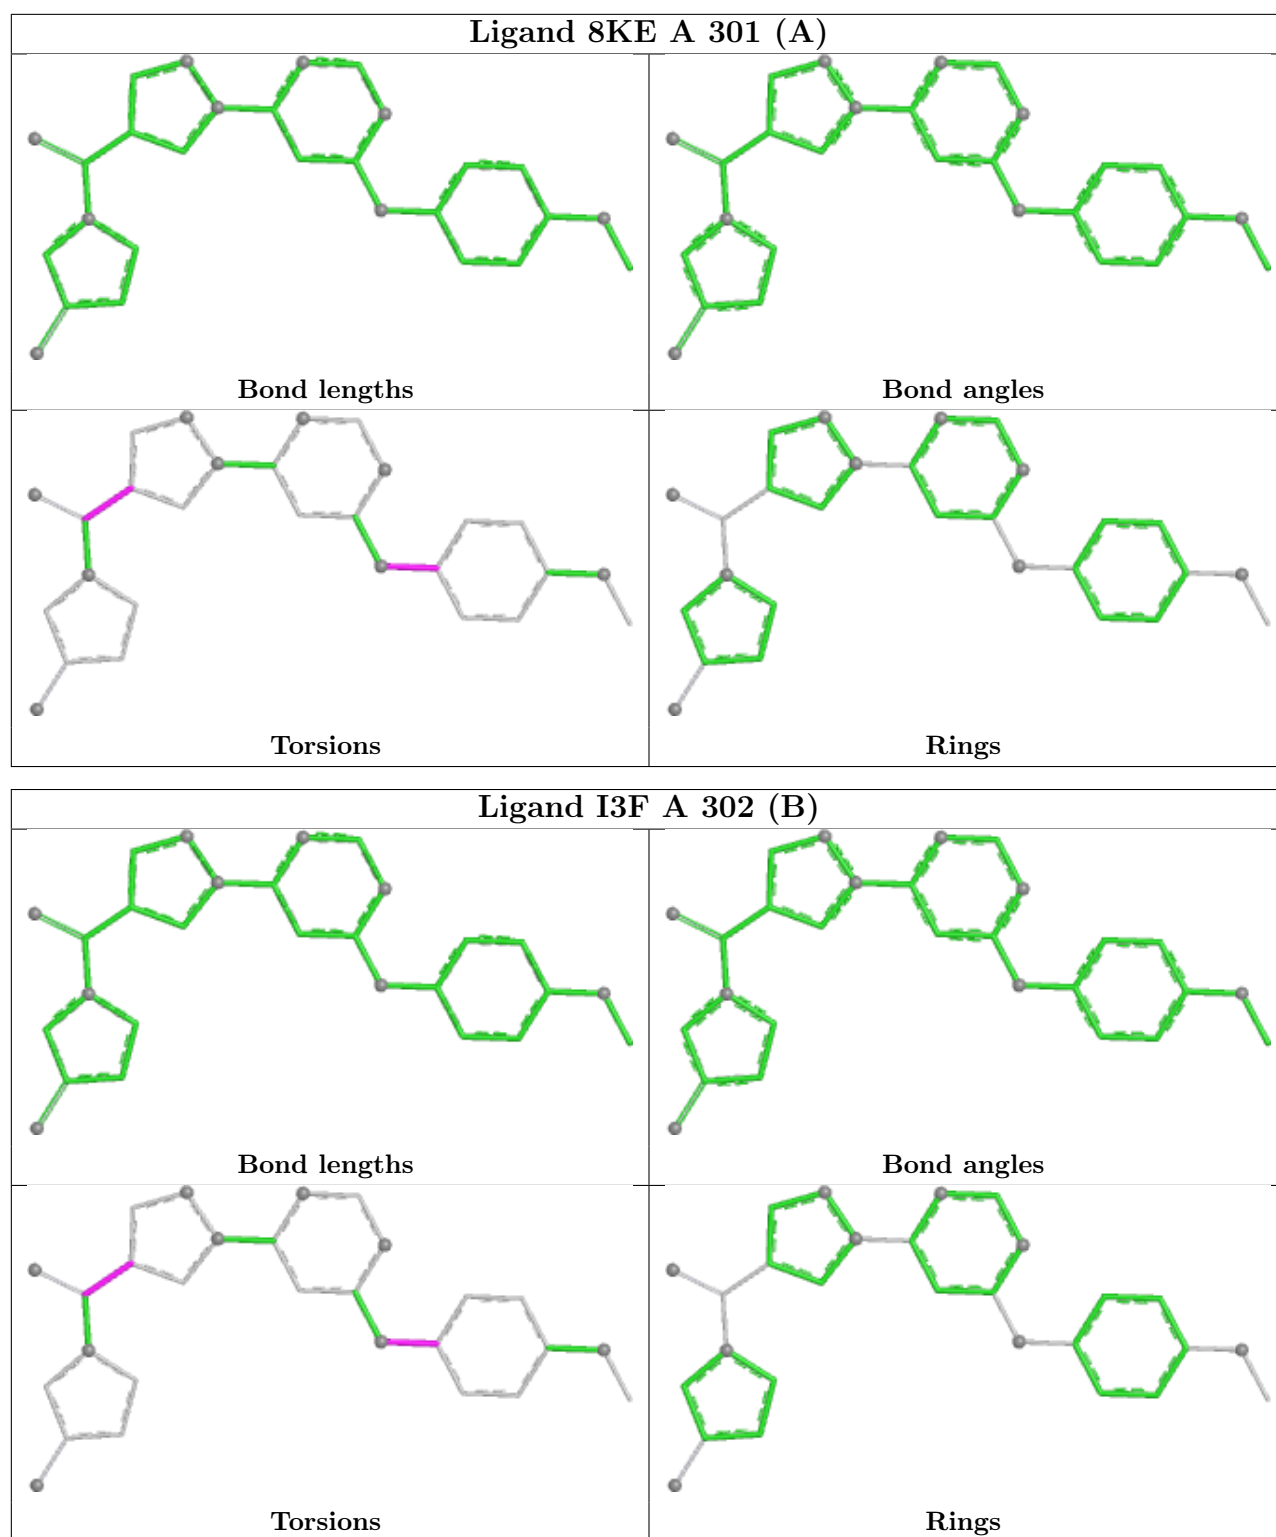 Ligand 8KE A 301 (A)
Bond lengths
Bond angles
Torsions
Rings
Ligand I3F A 302 (B)
Bond lengths
Bond angles
Torsions
Rings